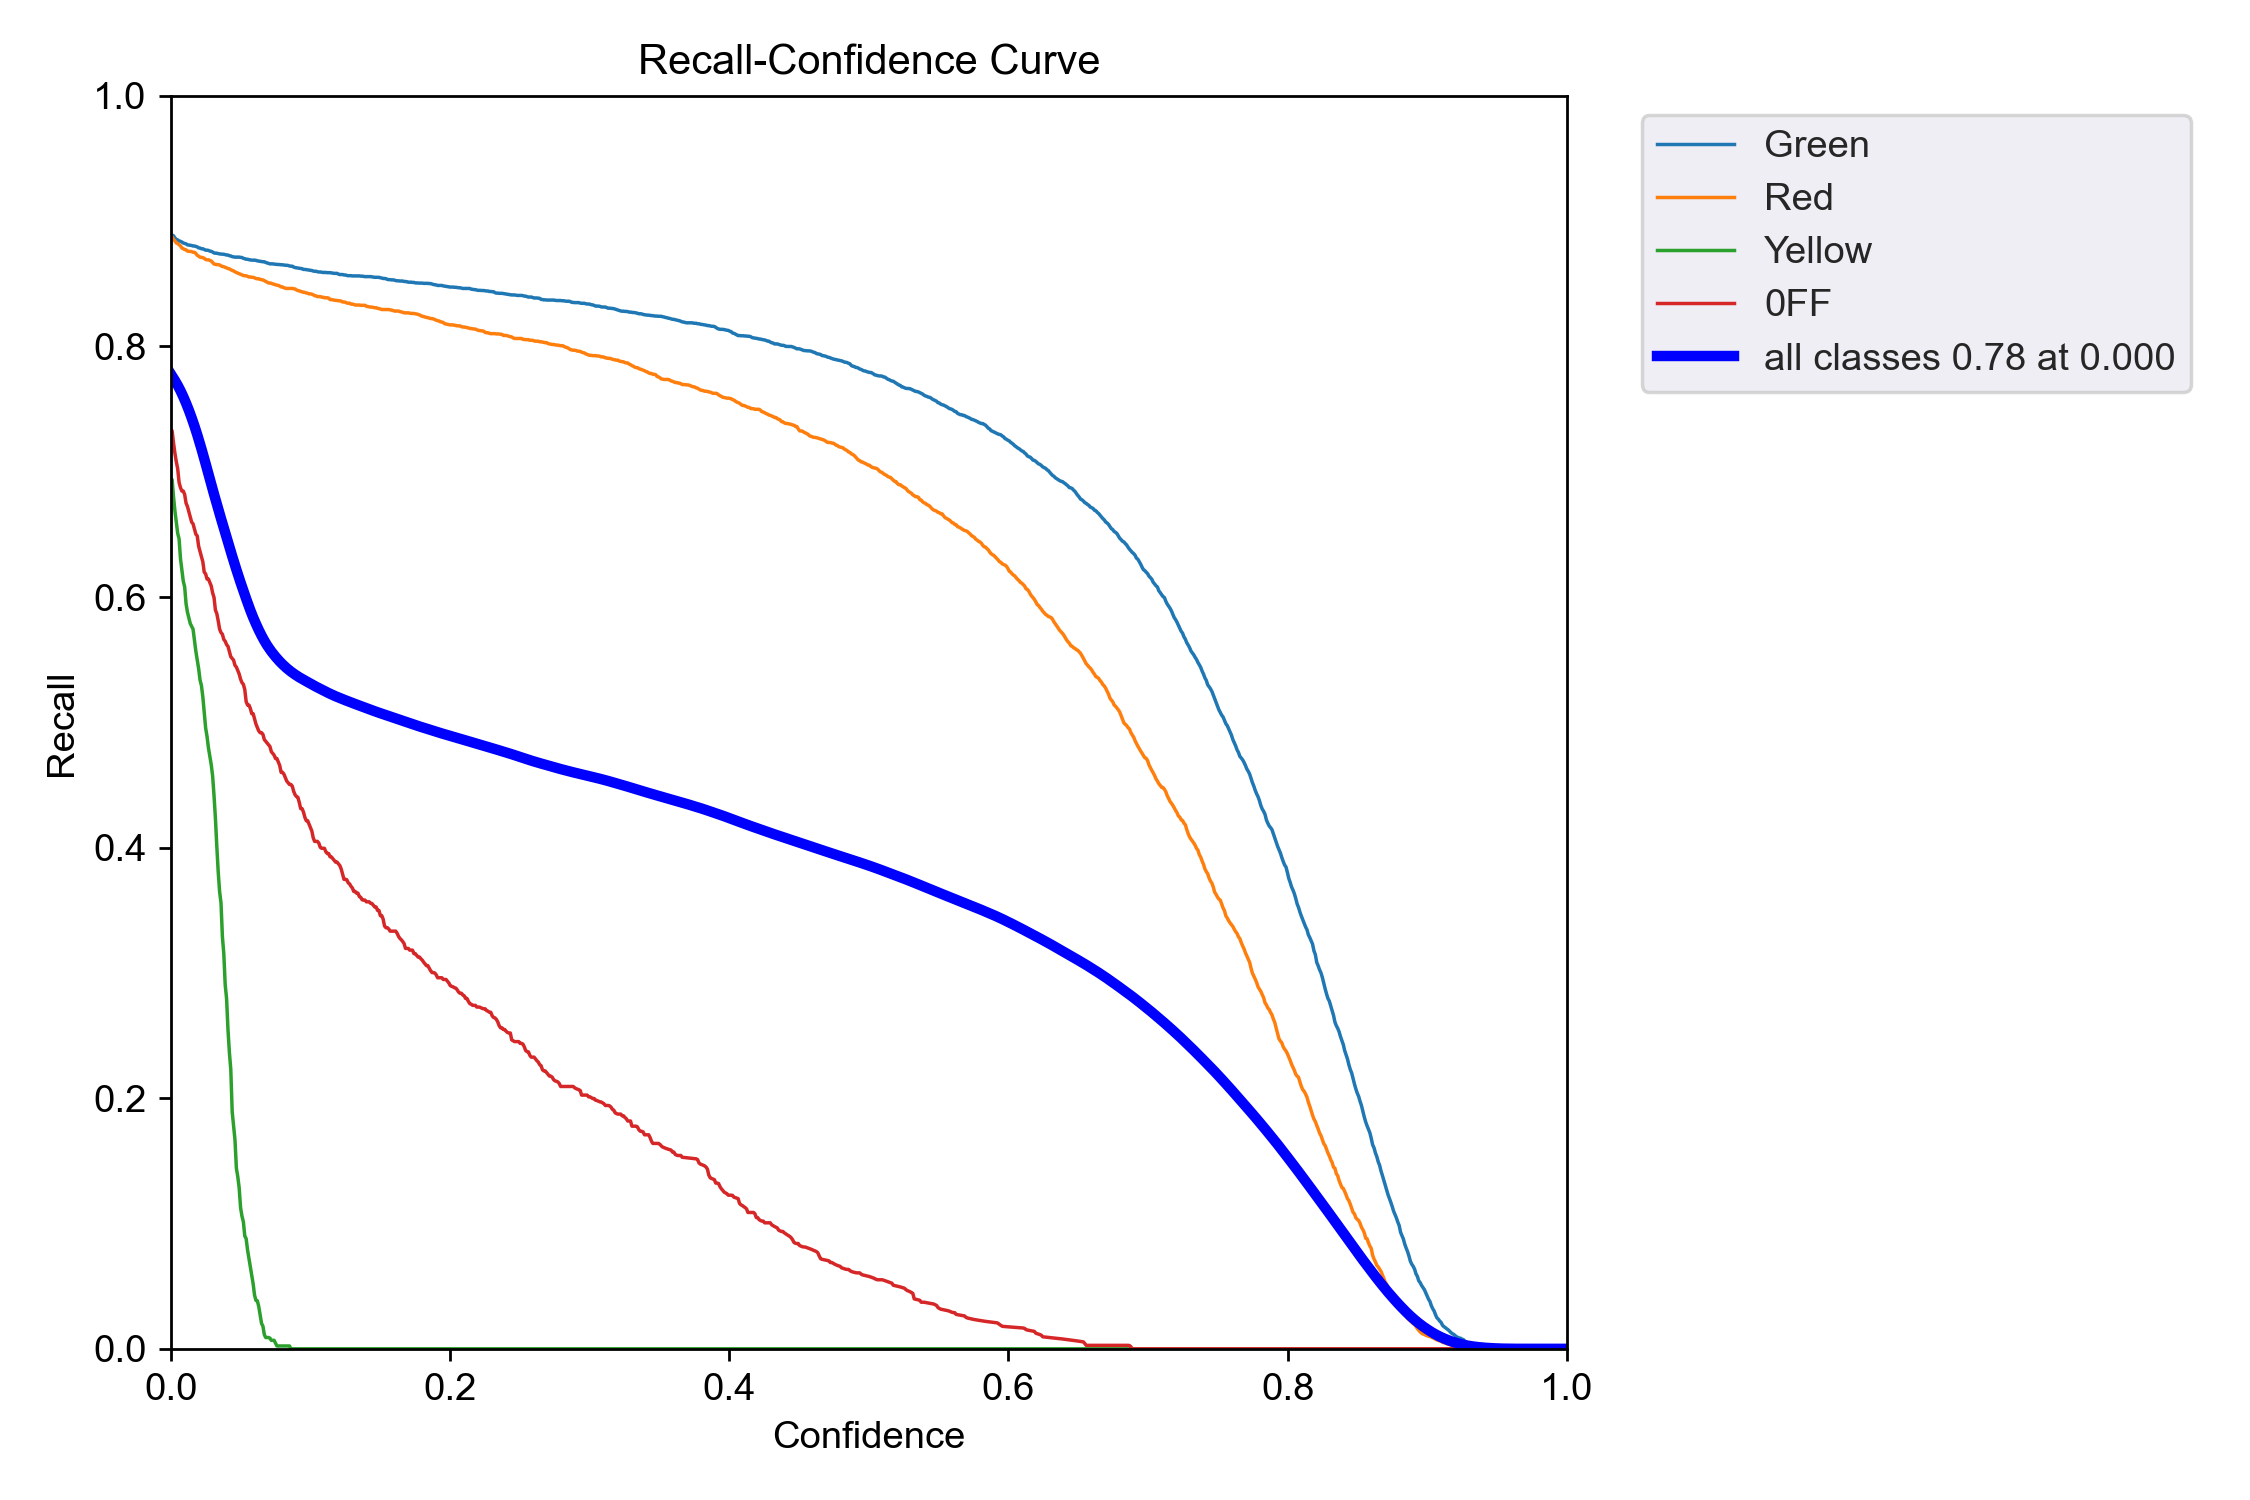 Recall-Confidence Curve
1.0
0.8
0.6
0.4
0.2
0.0
Recall
0.0 0.2 0.4 0.6 0.8 1.0
Confidence
Green
Red
Yellow
0FF
all classes 0.78 at 0.000